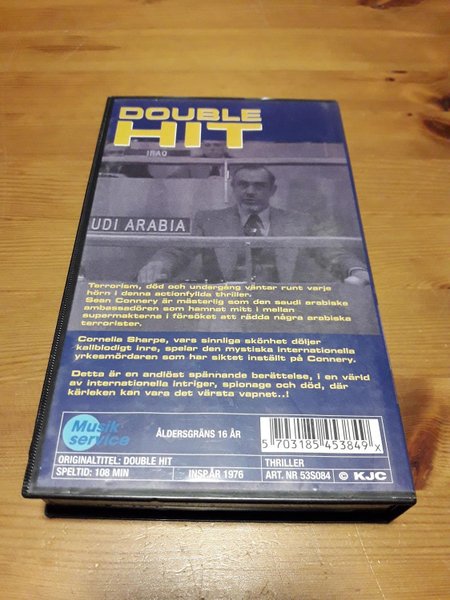 DOUBLE
HIT
IRAQ
UDI ARABIA
Terrorism, död och undergång väntar runt varje
hörn i denna actionfyllda thriller.
Sean Connery är mästerlig som den saudi arabiske
ambassadören som hamnat mitt i mellan
supermakterna i försöket att rädda några arabiska
terrorister.
Cornelia Sharpe, vars sinnliga skönhet döljer
kallblodigt inre, spelar den mystiska internationella
yrkesmördaren som har siktet inställt på Connery.
Detta är en andlöst spännande berättelse, i en värld
av internationella intriger, spionage och död, där
kärleken kan vara det värsta vapnet..!
Musik
service
ÅLDERSGRÄNS 16 ÅR
5 703185 453849 x
ORIGINALTITEL: DOUBLE HIT
THRILLER
SPELTID: 108 MIN
INSP.ÅR 1976
ART. NR 53S084
© KJC